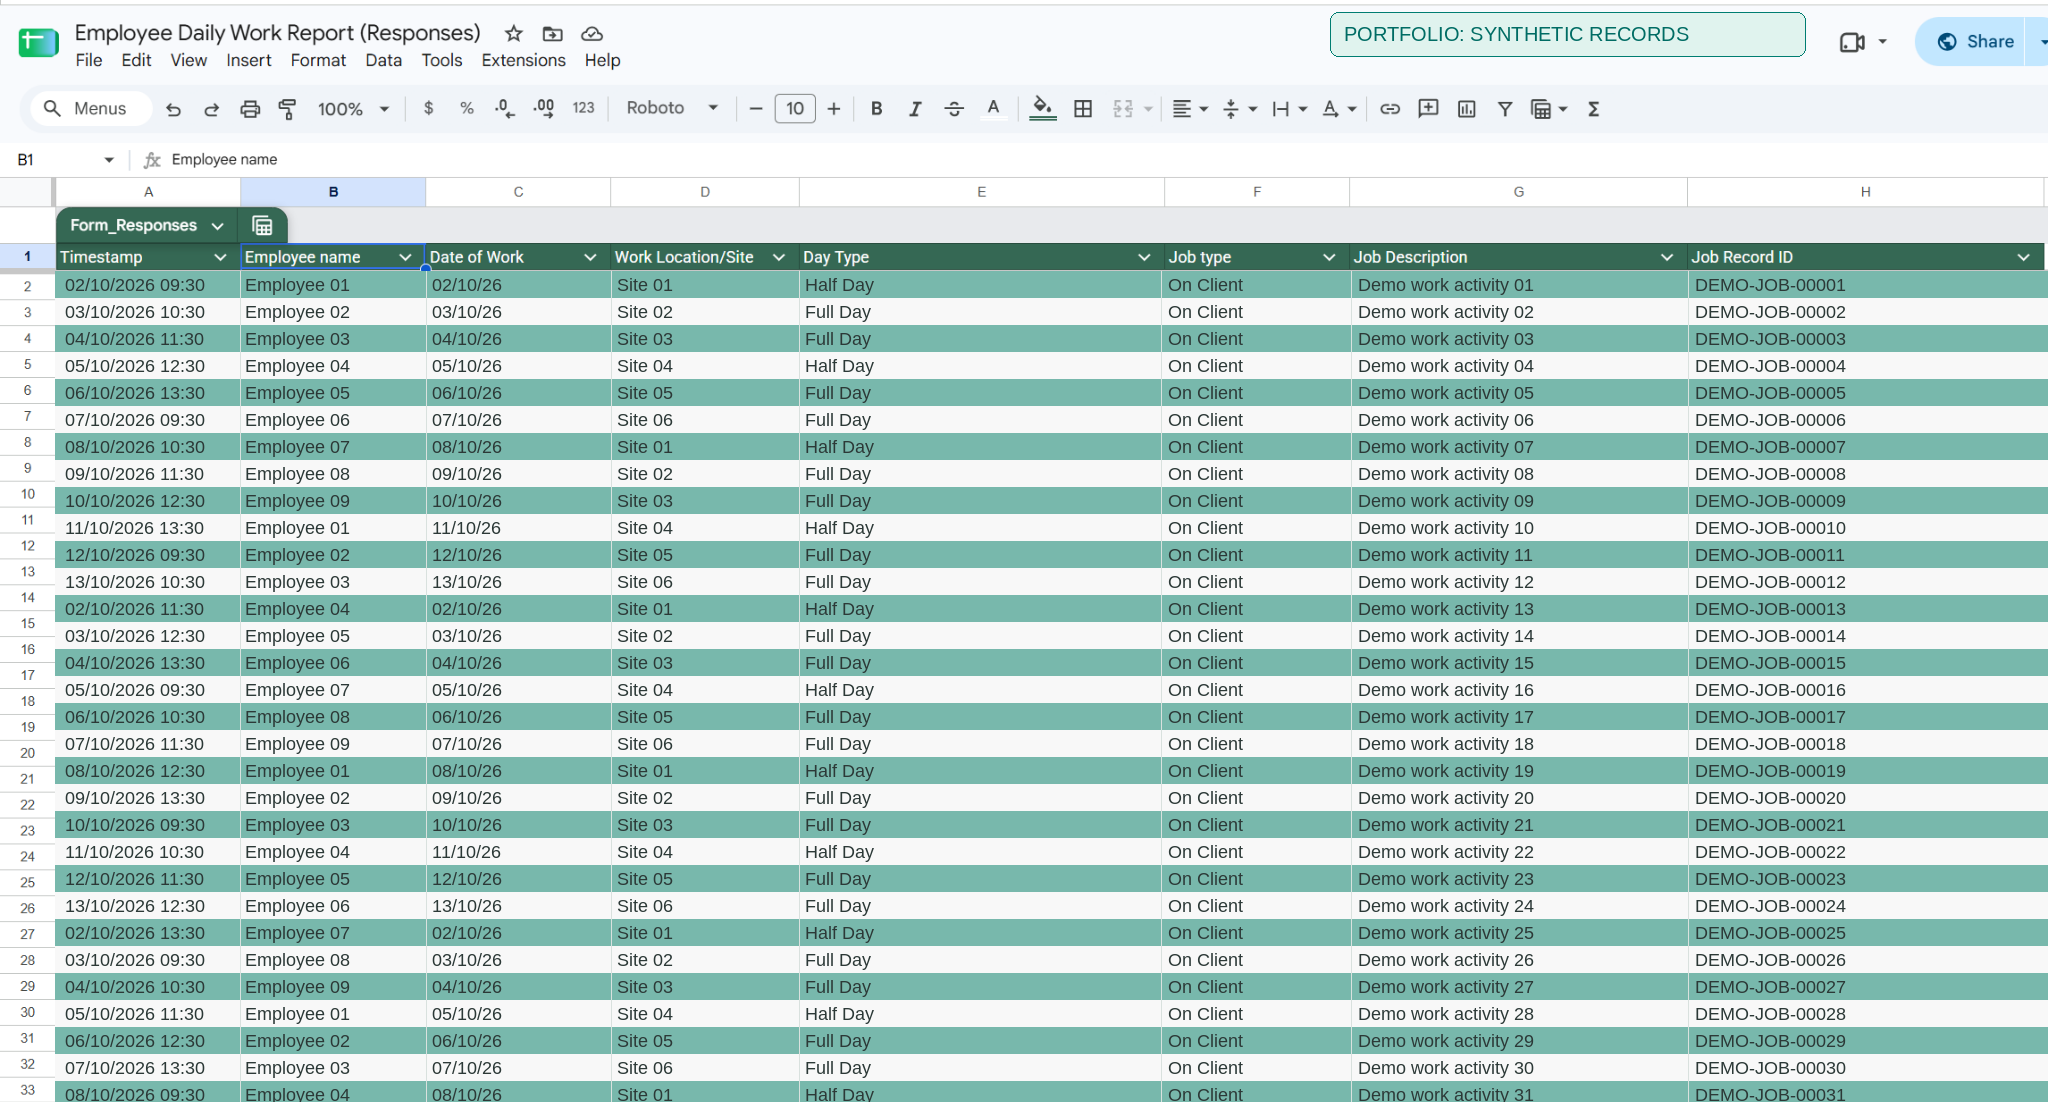 Employee Daily Work Report (Responses)
PORTFOLIO: SYNTHETIC RECORDS
Share
File Edit View Insert Format Data Tools Extensions Help
Menus 100% $ % .0 .00 123 Roboto 10 B I S A Σ
B1 fx Employee name
A B C D E F G H
Form_Responses
1 Timestamp Employee name Date of Work Work Location/Site Day Type Job type Job Description Job Record ID
2 02/10/2026 09:30 Employee 01 02/10/26 Site 01 Half Day On Client Demo work activity 01 DEMO-JOB-00001
3 03/10/2026 10:30 Employee 02 03/10/26 Site 02 Full Day On Client Demo work activity 02 DEMO-JOB-00002
4 04/10/2026 11:30 Employee 03 04/10/26 Site 03 Full Day On Client Demo work activity 03 DEMO-JOB-00003
5 05/10/2026 12:30 Employee 04 05/10/26 Site 04 Half Day On Client Demo work activity 04 DEMO-JOB-00004
6 06/10/2026 13:30 Employee 05 06/10/26 Site 05 Full Day On Client Demo work activity 05 DEMO-JOB-00005
7 07/10/2026 09:30 Employee 06 07/10/26 Site 06 Full Day On Client Demo work activity 06 DEMO-JOB-00006
8 08/10/2026 10:30 Employee 07 08/10/26 Site 01 Half Day On Client Demo work activity 07 DEMO-JOB-00007
9 09/10/2026 11:30 Employee 08 09/10/26 Site 02 Full Day On Client Demo work activity 08 DEMO-JOB-00008
10 10/10/2026 12:30 Employee 09 10/10/26 Site 03 Full Day On Client Demo work activity 09 DEMO-JOB-00009
11 11/10/2026 13:30 Employee 01 11/10/26 Site 04 Half Day On Client Demo work activity 10 DEMO-JOB-00010
12 12/10/2026 09:30 Employee 02 12/10/26 Site 05 Full Day On Client Demo work activity 11 DEMO-JOB-00011
13 13/10/2026 10:30 Employee 03 13/10/26 Site 06 Full Day On Client Demo work activity 12 DEMO-JOB-00012
14 02/10/2026 11:30 Employee 04 02/10/26 Site 01 Half Day On Client Demo work activity 13 DEMO-JOB-00013
15 03/10/2026 12:30 Employee 05 03/10/26 Site 02 Full Day On Client Demo work activity 14 DEMO-JOB-00014
16 04/10/2026 13:30 Employee 06 04/10/26 Site 03 Full Day On Client Demo work activity 15 DEMO-JOB-00015
17 05/10/2026 09:30 Employee 07 05/10/26 Site 04 Half Day On Client Demo work activity 16 DEMO-JOB-00016
18 06/10/2026 10:30 Employee 08 06/10/26 Site 05 Full Day On Client Demo work activity 17 DEMO-JOB-00017
19 07/10/2026 11:30 Employee 09 07/10/26 Site 06 Full Day On Client Demo work activity 18 DEMO-JOB-00018
20 08/10/2026 12:30 Employee 01 08/10/26 Site 01 Half Day On Client Demo work activity 19 DEMO-JOB-00019
21 09/10/2026 13:30 Employee 02 09/10/26 Site 02 Full Day On Client Demo work activity 20 DEMO-JOB-00020
22 10/10/2026 09:30 Employee 03 10/10/26 Site 03 Full Day On Client Demo work activity 21 DEMO-JOB-00021
23 11/10/2026 10:30 Employee 04 11/10/26 Site 04 Half Day On Client Demo work activity 22 DEMO-JOB-00022
24 12/10/2026 11:30 Employee 05 12/10/26 Site 05 Full Day On Client Demo work activity 23 DEMO-JOB-00023
25 13/10/2026 12:30 Employee 06 13/10/26 Site 06 Full Day On Client Demo work activity 24 DEMO-JOB-00024
26 02/10/2026 13:30 Employee 07 02/10/26 Site 01 Half Day On Client Demo work activity 25 DEMO-JOB-00025
27 03/10/2026 09:30 Employee 08 03/10/26 Site 02 Full Day On Client Demo work activity 26 DEMO-JOB-00026
28 04/10/2026 10:30 Employee 09 04/10/26 Site 03 Full Day On Client Demo work activity 27 DEMO-JOB-00027
29 05/10/2026 11:30 Employee 01 05/10/26 Site 04 Half Day On Client Demo work activity 28 DEMO-JOB-00028
30 06/10/2026 12:30 Employee 02 06/10/26 Site 05 Full Day On Client Demo work activity 29 DEMO-JOB-00029
31 07/10/2026 13:30 Employee 03 07/10/26 Site 06 Full Day On Client Demo work activity 30 DEMO-JOB-00030
32 08/10/2026 09:30 Employee 04 08/10/26 Site 01 Half Day On Client Demo work activity 31 DEMO-JOB-00031
33